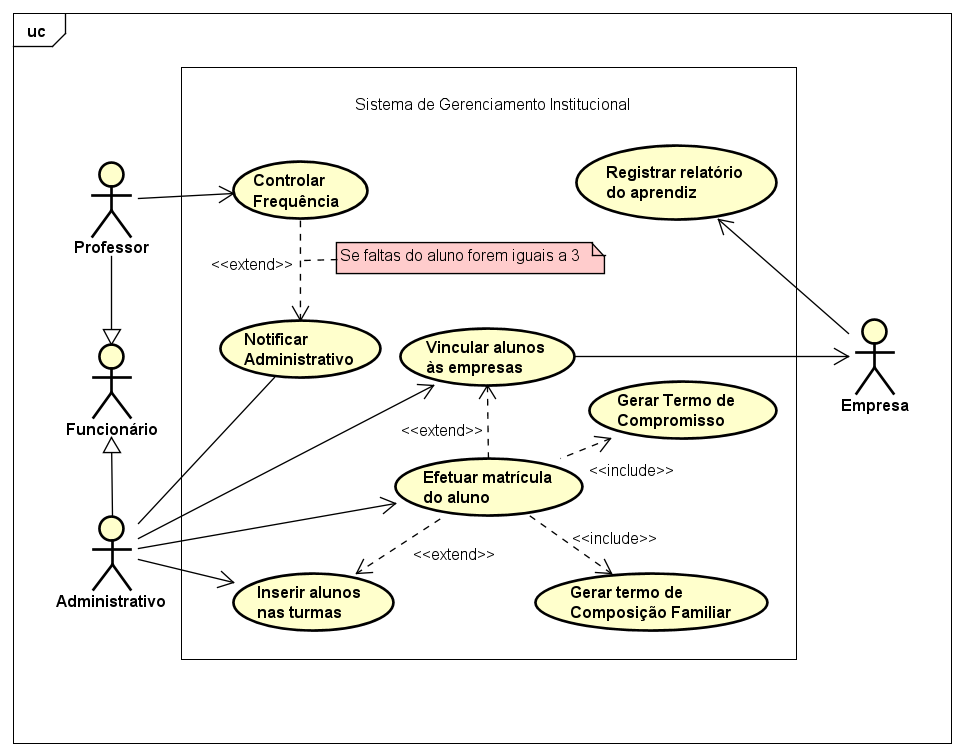 uc
Sistema de Gerenciamento Institucional
Controlar
Frequência
Registrar relatório
do aprendiz
Professor
<<extend>>
Se faltas do aluno forem iguais a 3
Notificar
Administrativo
Vincular alunos
às empresas
Empresa
Funcionário
Gerar Termo de
Compromisso
<<extend>>
<<include>>
Efetuar matrícula
do aluno
<<include>>
<<extend>>
Administrativo
Inserir alunos
nas turmas
Gerar termo de
Composição Familiar